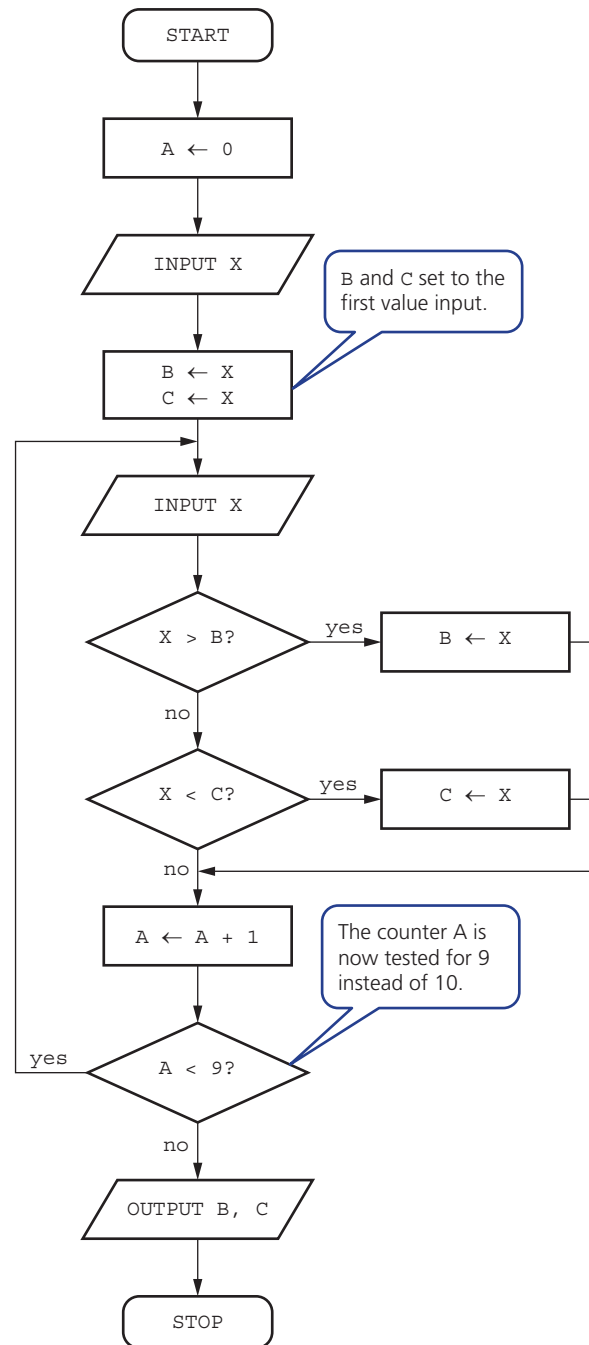 START
A ← 0
INPUT X
B and C set to the
first value input.
B ← X
C ← X
INPUT X
X > B?
yes
B ← X
no
X < C?
yes
C ← X
no
A ← A + 1
The counter A is
now tested for 9
instead of 10.
yes
A < 9?
no
OUTPUT B, C
STOP